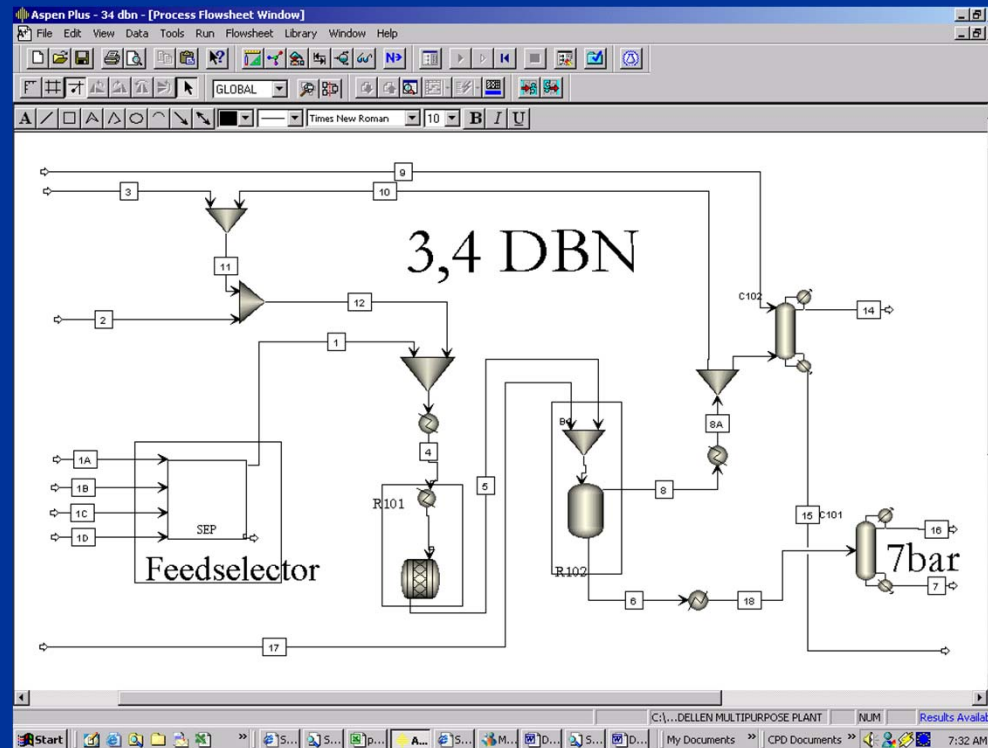 Aspen Plus - 34 dbn - [Process Flowsheet Window]
File Edit View Data Tools Run Flowsheet Library Window Help
N>
GLOBAL
A Times New Roman 10 B I U
9
3 10
3,4 DBN
11
C102
12
14
2
1
8A
B6
4
1A
5
1B
8
R101
1C
15 C101
SEP
16
1D
7bar
Feedselector
R102
7
6 18
17
C:\...DELLEN MULTIPURPOSE PLANT NUM Results Availab
Start » S... S... p... A... S... M... D... S... D... My Documents » CPD Documents » 7:32 AM